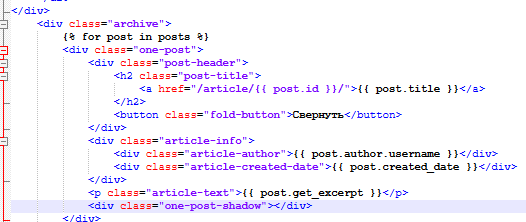 </div>
<div class="archive">
{% for post in posts %}
<div class="one-post">
<div class="post-header">
<h2 class="post-title">
<a href="/article/{{ post.id }}/">{{ post.title }}</a>
</h2>
<button class="fold-button">Свернуть</button>
</div>
<div class="article-info">
<div class="article-author">{{ post.author.username }}</div>
<div class="article-created-date">{{ post.created_date }}</div>
</div>
<p class="article-text">{{ post.get_excerpt }}</p>
<div class="one-post-shadow"></div>
</div>